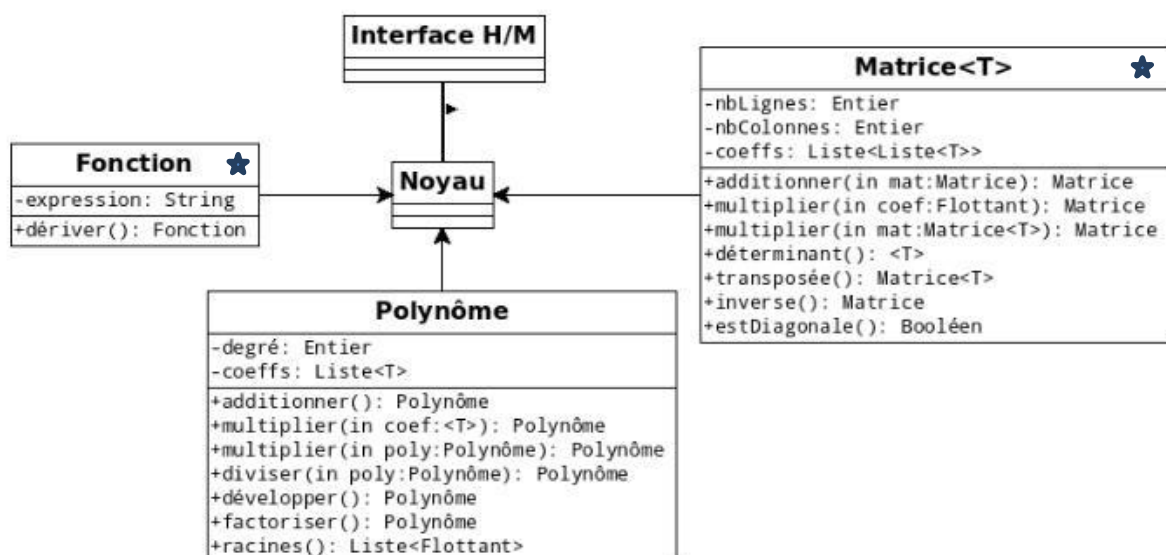 Interface H/M
Matrice<T>
-nbLignes: Entier
-nbColonnes: Entier
-coeffs: Liste<Liste<T>>
+additionner(in mat:Matrice): Matrice
+multiplier(in coef:Flottant): Matrice
+multiplier(in mat:Matrice<T>): Matrice
+déterminant(): <T>
+transposée(): Matrice<T>
+inverse(): Matrice
+estDiagonale(): Booléen
Fonction
-expression: String
+dériver(): Fonction
Noyau
Polynôme
-degré: Entier
-coeffs: Liste<T>
+additionner(): Polynôme
+multiplier(in coef:<T>): Polynôme
+multiplier(in poly:Polynôme): Polynôme
+diviser(in poly:Polynôme): Polynôme
+développer(): Polynôme
+factoriser(): Polynôme
+racines(): Liste<Flottant>